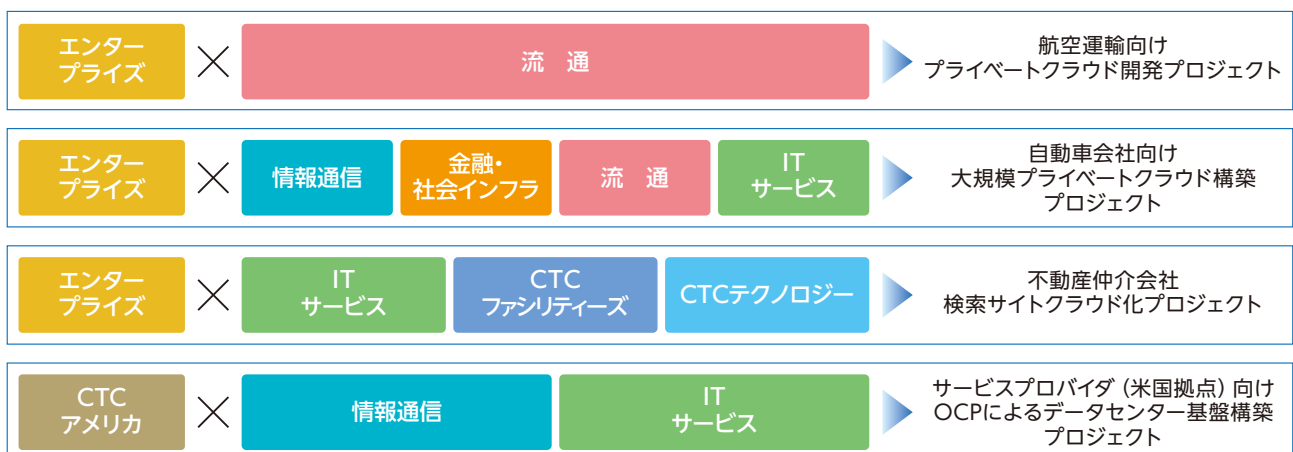 エンター
プライズ
×
流　通
航空運輸向け
プライベートクラウド開発プロジェクト
エンター
プライズ
×
情報通信
金融・
社会インフラ
流　通
IT
サービス
自動車会社向け
大規模プライベートクラウド構築
プロジェクト
エンター
プライズ
×
IT
サービス
CTC
ファシリティーズ
CTCテクノロジー
不動産仲介会社
検索サイトクラウド化プロジェクト
CTC
アメリカ
×
情報通信
IT
サービス
サービスプロバイダ（米国拠点）向け
OCPによるデータセンター基盤構築
プロジェクト